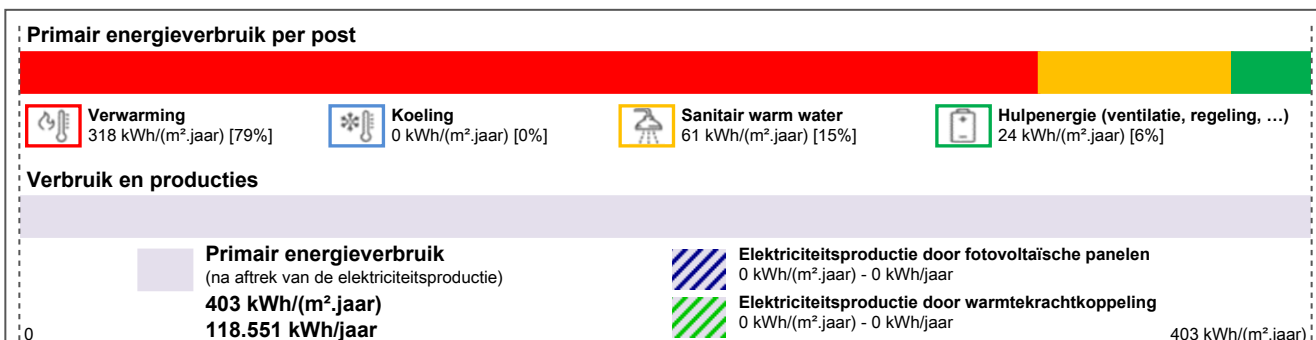 Primair energieverbruik per post
Verwarming
318 kWh/(m².jaar) [79%]
Koeling
0 kWh/(m².jaar) [0%]
Sanitair warm water
61 kWh/(m².jaar) [15%]
Hulpenergie (ventilatie, regeling, …)
24 kWh/(m².jaar) [6%]
Verbruik en producties
Primair energieverbruik
(na aftrek van de elektriciteitsproductie)
403 kWh/(m².jaar)
118.551 kWh/jaar
Elektriciteitsproductie door fotovoltaïsche panelen
0 kWh/(m².jaar) - 0 kWh/jaar
Elektriciteitsproductie door warmtekrachtkoppeling
0 kWh/(m².jaar) - 0 kWh/jaar
0
403 kWh/(m².jaar)